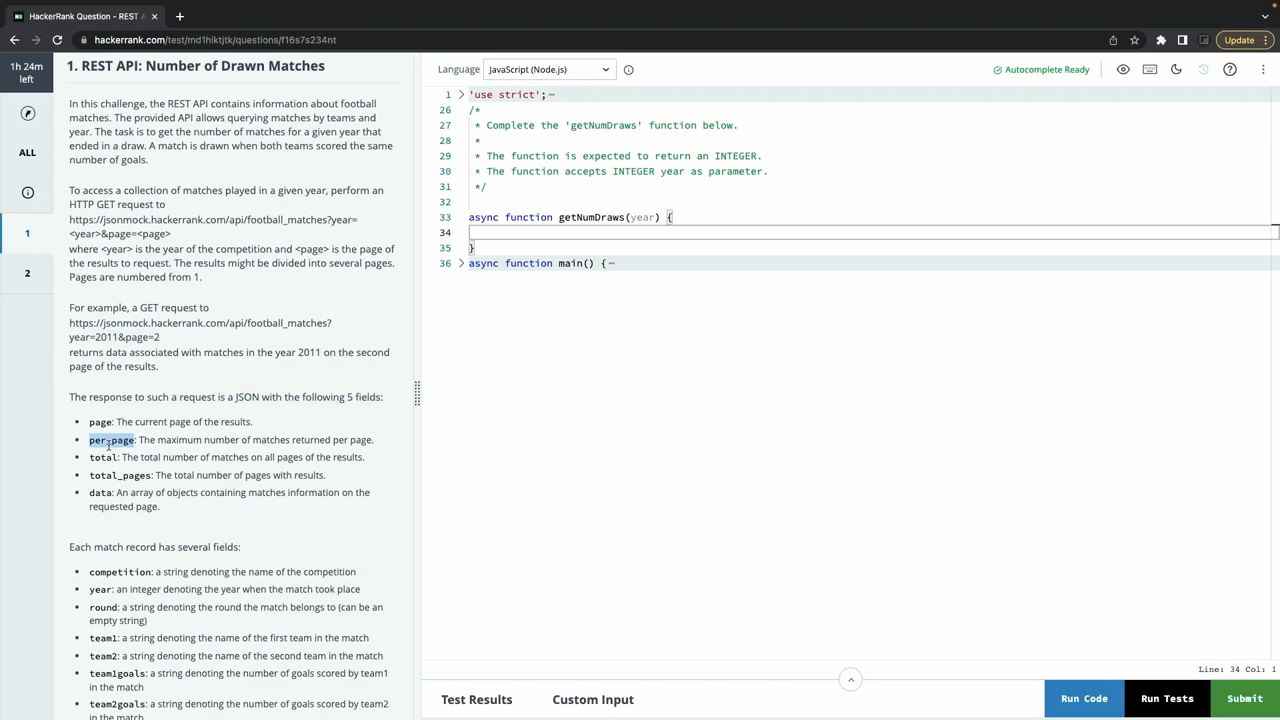 HackerRank Question - REST A
hackerrank.com/test/md1hiktjtk/questions/f16s7s234nt
Update
1h 24m
left
ALL
1
2
1. REST API: Number of Drawn Matches
In this challenge, the REST API contains information about football
matches. The provided API allows querying matches by teams and
year. The task is to get the number of matches for a given year that
ended in a draw. A match is drawn when both teams scored the same
number of goals.
To access a collection of matches played in a given year, perform an
HTTP GET request to
https://jsonmock.hackerrank.com/api/football_matches?year=
<year>&page=<page>
where <year> is the year of the competition and <page> is the page of
the results to request. The results might be divided into several pages.
Pages are numbered from 1.
For example, a GET request to
https://jsonmock.hackerrank.com/api/football_matches?
year=2011&page=2
returns data associated with matches in the year 2011 on the second
page of the results.
The response to such a request is a JSON with the following 5 fields:
page: The current page of the results.
per_page: The maximum number of matches returned per page.
total: The total number of matches on all pages of the results.
total_pages: The total number of pages with results.
data: An array of objects containing matches information on the
requested page.
Each match record has several fields:
competition: a string denoting the name of the competition
year: an integer denoting the year when the match took place
round: a string denoting the round the match belongs to (can be an
empty string)
team1: a string denoting the name of the first team in the match
team2: a string denoting the name of the second team in the match
team1goals: a string denoting the number of goals scored by team1
in the match
team2goals: a string denoting the number of goals scored by team2
in the match
Language JavaScript (Node.js)
Autocomplete Ready
1 'use strict';
26 /*
27 * Complete the 'getNumDraws' function below.
28 *
29 * The function is expected to return an INTEGER.
30 * The function accepts INTEGER year as parameter.
31 */
32
33 async function getNumDraws(year) {
34
35 }
36 async function main() {
Line: 34 Col: 1
Test Results
Custom Input
Run Code
Run Tests
Submit